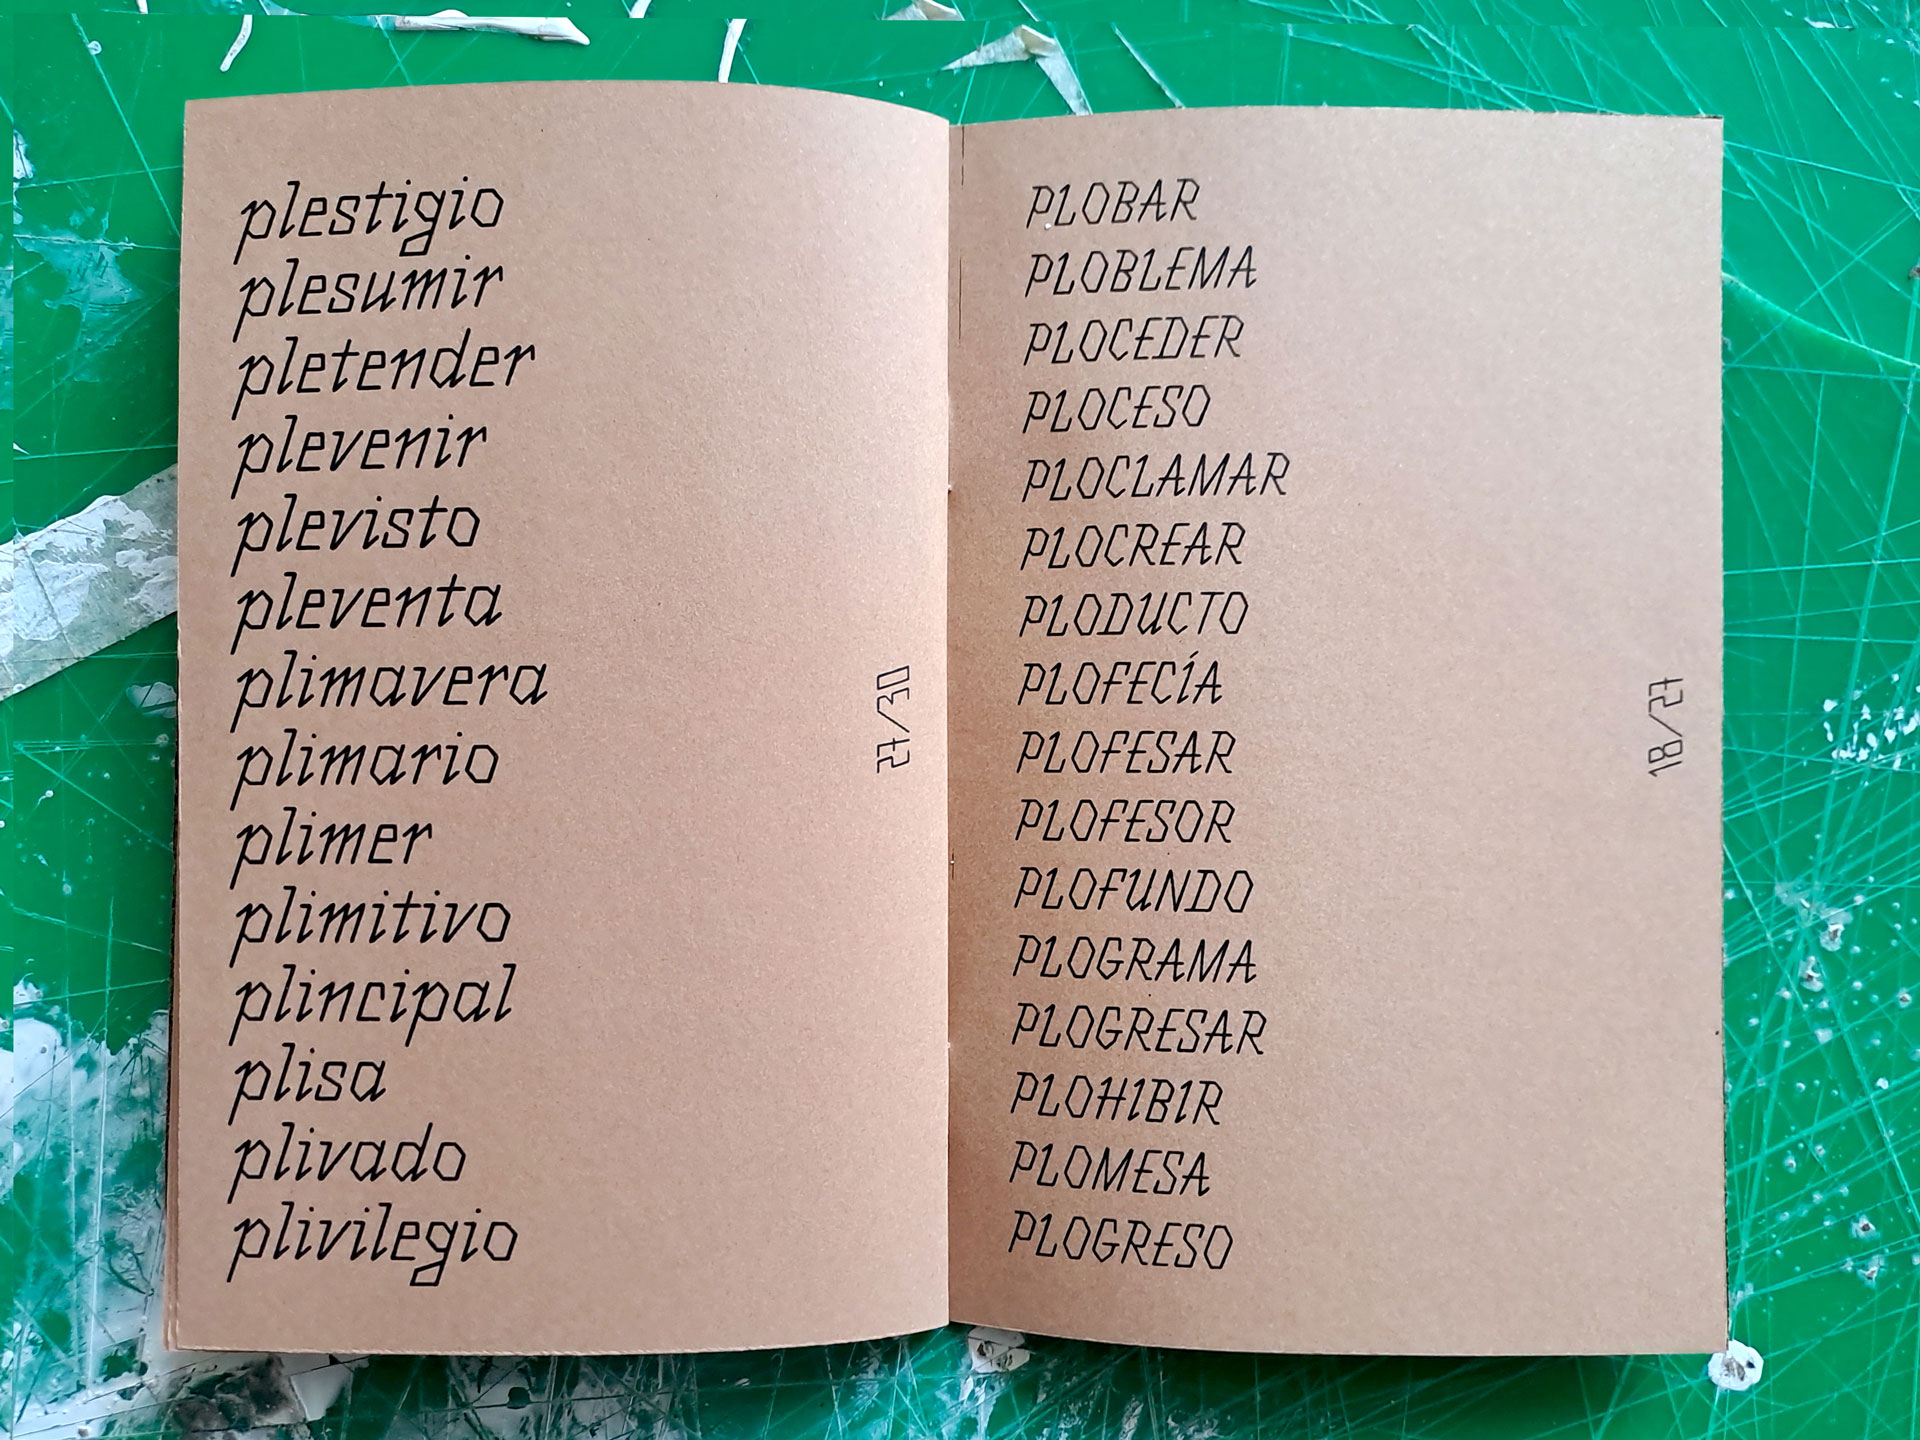 plestigio
plesumir
pletender
plevenir
plevisto
pleventa
plimavera
plimario
plimer
plimitivo
plincipal
plisa
plivado
plivilegio
27/30
PLOBAR
PLOBLEMA
PLOCEDER
PLOCESO
PLOCLAMAR
PLOCREAR
PLODUCTO
PLOFECÍA
PLOFESAR
PLOFESOR
PLOFUNDO
PLOGRAMA
PLOGRESAR
PLOHIBIR
PLOMESA
PLOGRESO
18/27